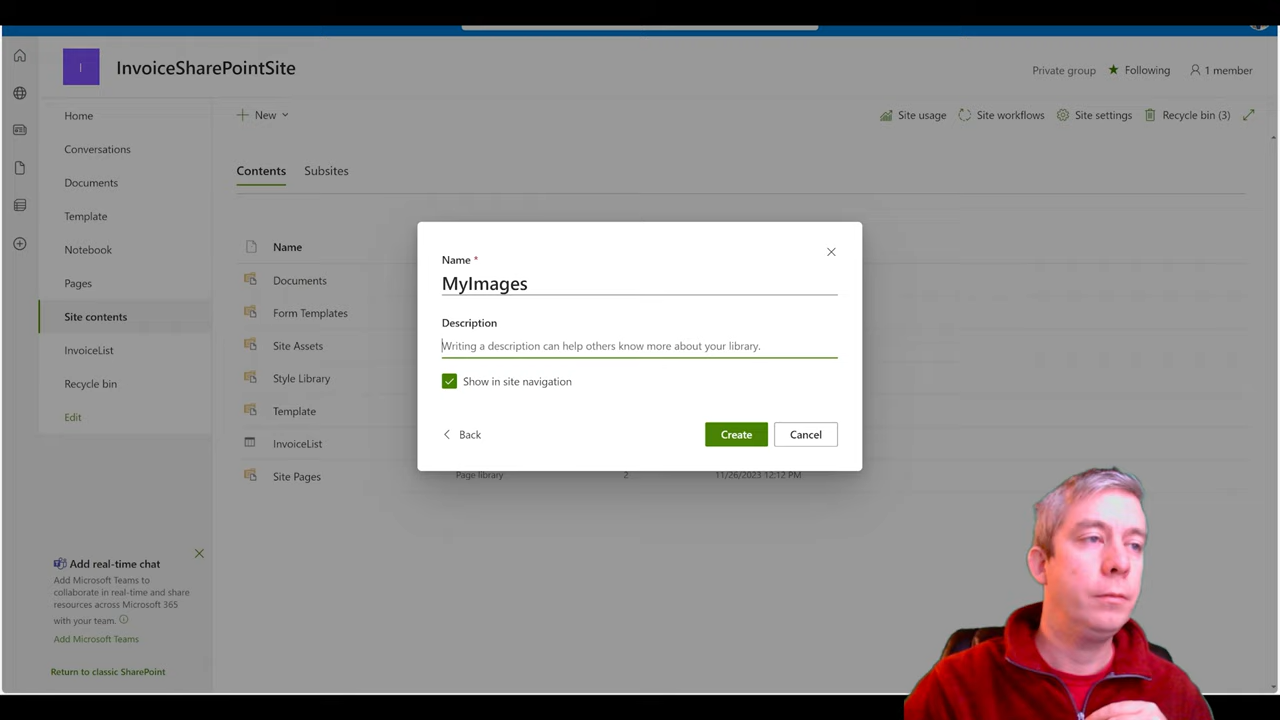 I
InvoiceSharePointSite
Private group
Following
1 member
Home
Conversations
Documents
Template
Notebook
Pages
Site contents
InvoiceList
Recycle bin
Edit
New
Site usage
Site workflows
Site settings
Recycle bin (3)
Contents
Subsites
Name
Documents
Form Templates
Site Assets
Style Library
Template
InvoiceList
Site Pages
Page library
2
11/26/2023 12:12 PM
Name *
MyImages
Description
Writing a description can help others know more about your library.
Show in site navigation
Back
Create
Cancel
Add real-time chat
Add Microsoft Teams to
collaborate in real-time and share
resources across Microsoft 365
with your team.
Add Microsoft Teams
Return to classic SharePoint